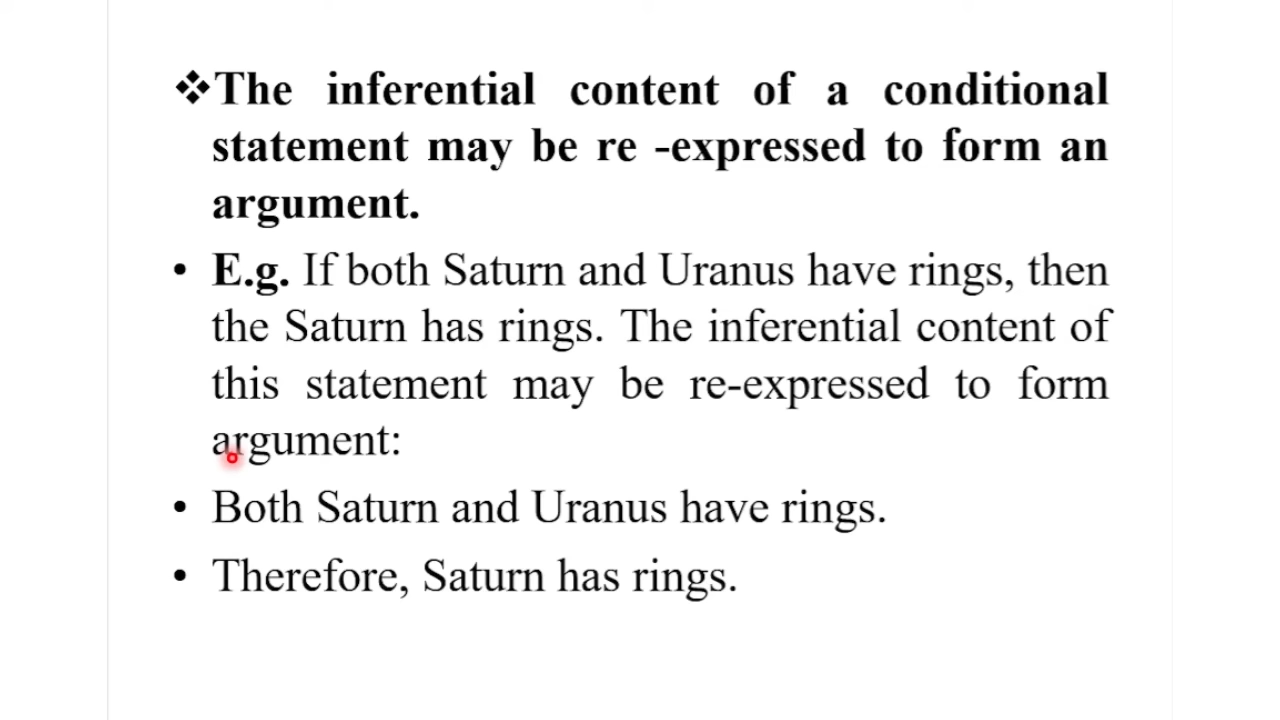 ❖The inferential content of a conditional
statement may be re -expressed to form an
argument.
• E.g. If both Saturn and Uranus have rings, then
the Saturn has rings. The inferential content of
this statement may be re-expressed to form
argument:
• Both Saturn and Uranus have rings.
• Therefore, Saturn has rings.